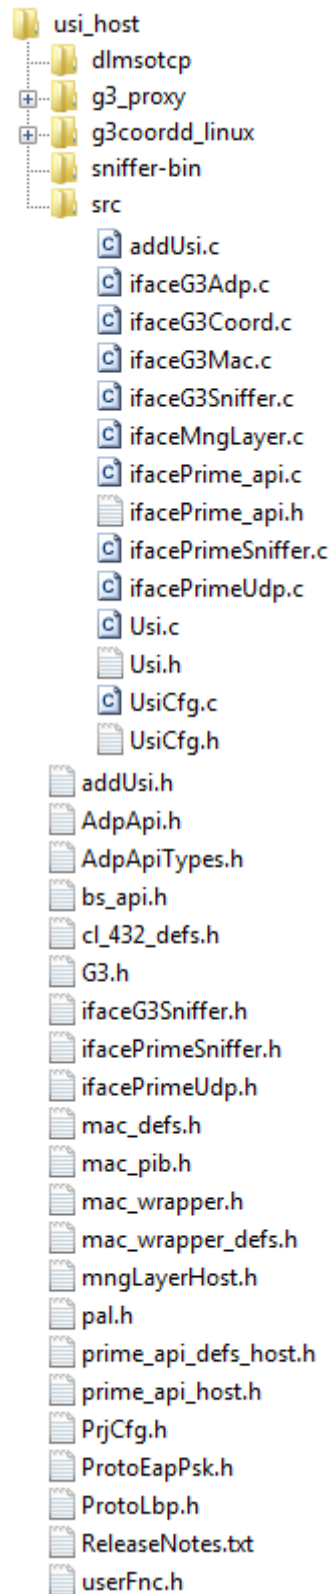 usi_host
dlmsotcp
g3_proxy
g3coordd_linux
sniffer-bin
src
addUsi.c
ifaceG3Adp.c
ifaceG3Coord.c
ifaceG3Mac.c
ifaceG3Sniffer.c
ifaceMngLayer.c
ifacePrime_api.c
ifacePrime_api.h
ifacePrimeSniffer.c
ifacePrimeUdp.c
Usi.c
Usi.h
UsiCfg.c
UsiCfg.h
addUsi.h
AdpApi.h
AdpApiTypes.h
bs_api.h
cl_432_defs.h
G3.h
ifaceG3Sniffer.h
ifacePrimeSniffer.h
ifacePrimeUdp.h
mac_defs.h
mac_pib.h
mac_wrapper.h
mac_wrapper_defs.h
mngLayerHost.h
pal.h
prime_api_defs_host.h
prime_api_host.h
PrjCfg.h
ProtoEapPsk.h
ProtoLbp.h
ReleaseNotes.txt
userFnc.h